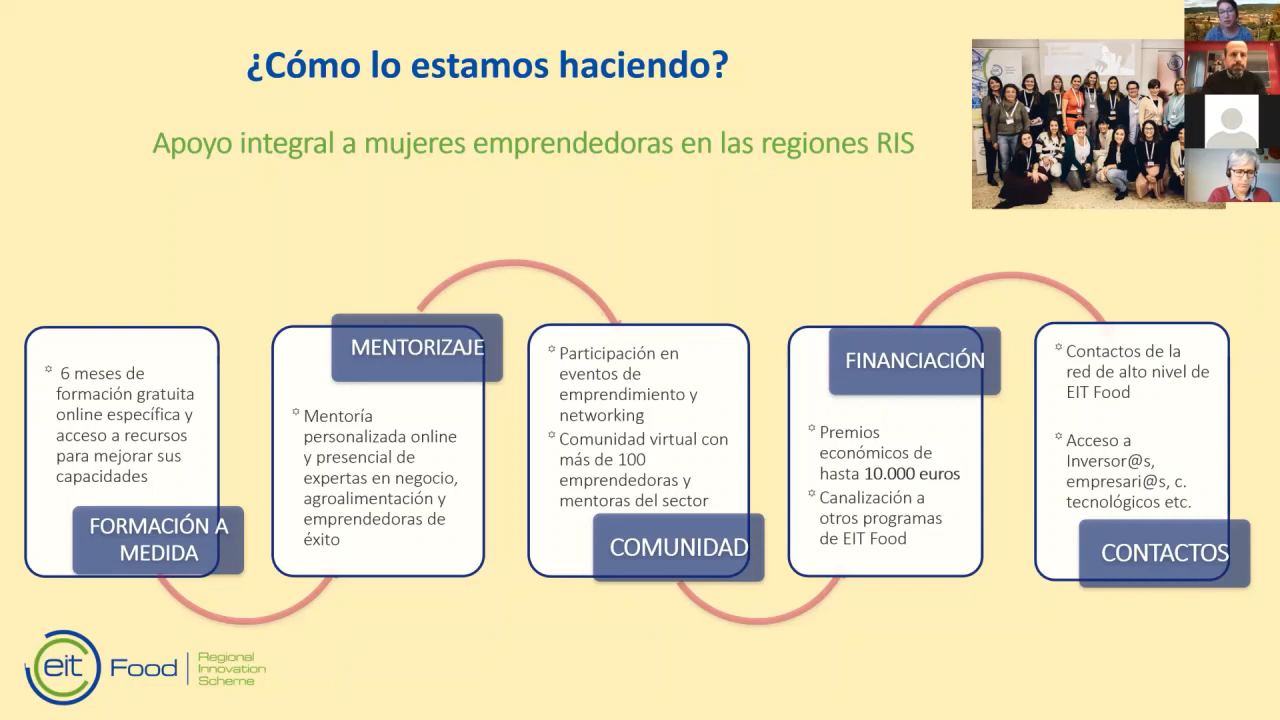 ¿Cómo lo estamos haciendo?
Apoyo integral a mujeres emprendedoras en las regiones RIS
6 meses de
formación gratuita
online específica y
acceso a recursos
para mejorar sus
capacidades
FORMACIÓN A
MEDIDA
MENTORIZAJE
Mentoría
personalizada online
y presencial de
expertas en negocio,
agroalimentación y
emprendedoras de
éxito
Participación en
eventos de
emprendimiento y
networking
Comunidad virtual con
más de 100
emprendedoras y
mentoras del sector
COMUNIDAD
FINANCIACIÓN
Premios
económicos de
hasta 10.000 euros
Canalización a
otros programas
de EIT Food
Contactos de la
red de alto nivel de
EIT Food
Acceso a
Inversor@s,
empresari@s, c.
tecnológicos etc.
CONTACTOS
eit Food
Regional
Innovation
Scheme